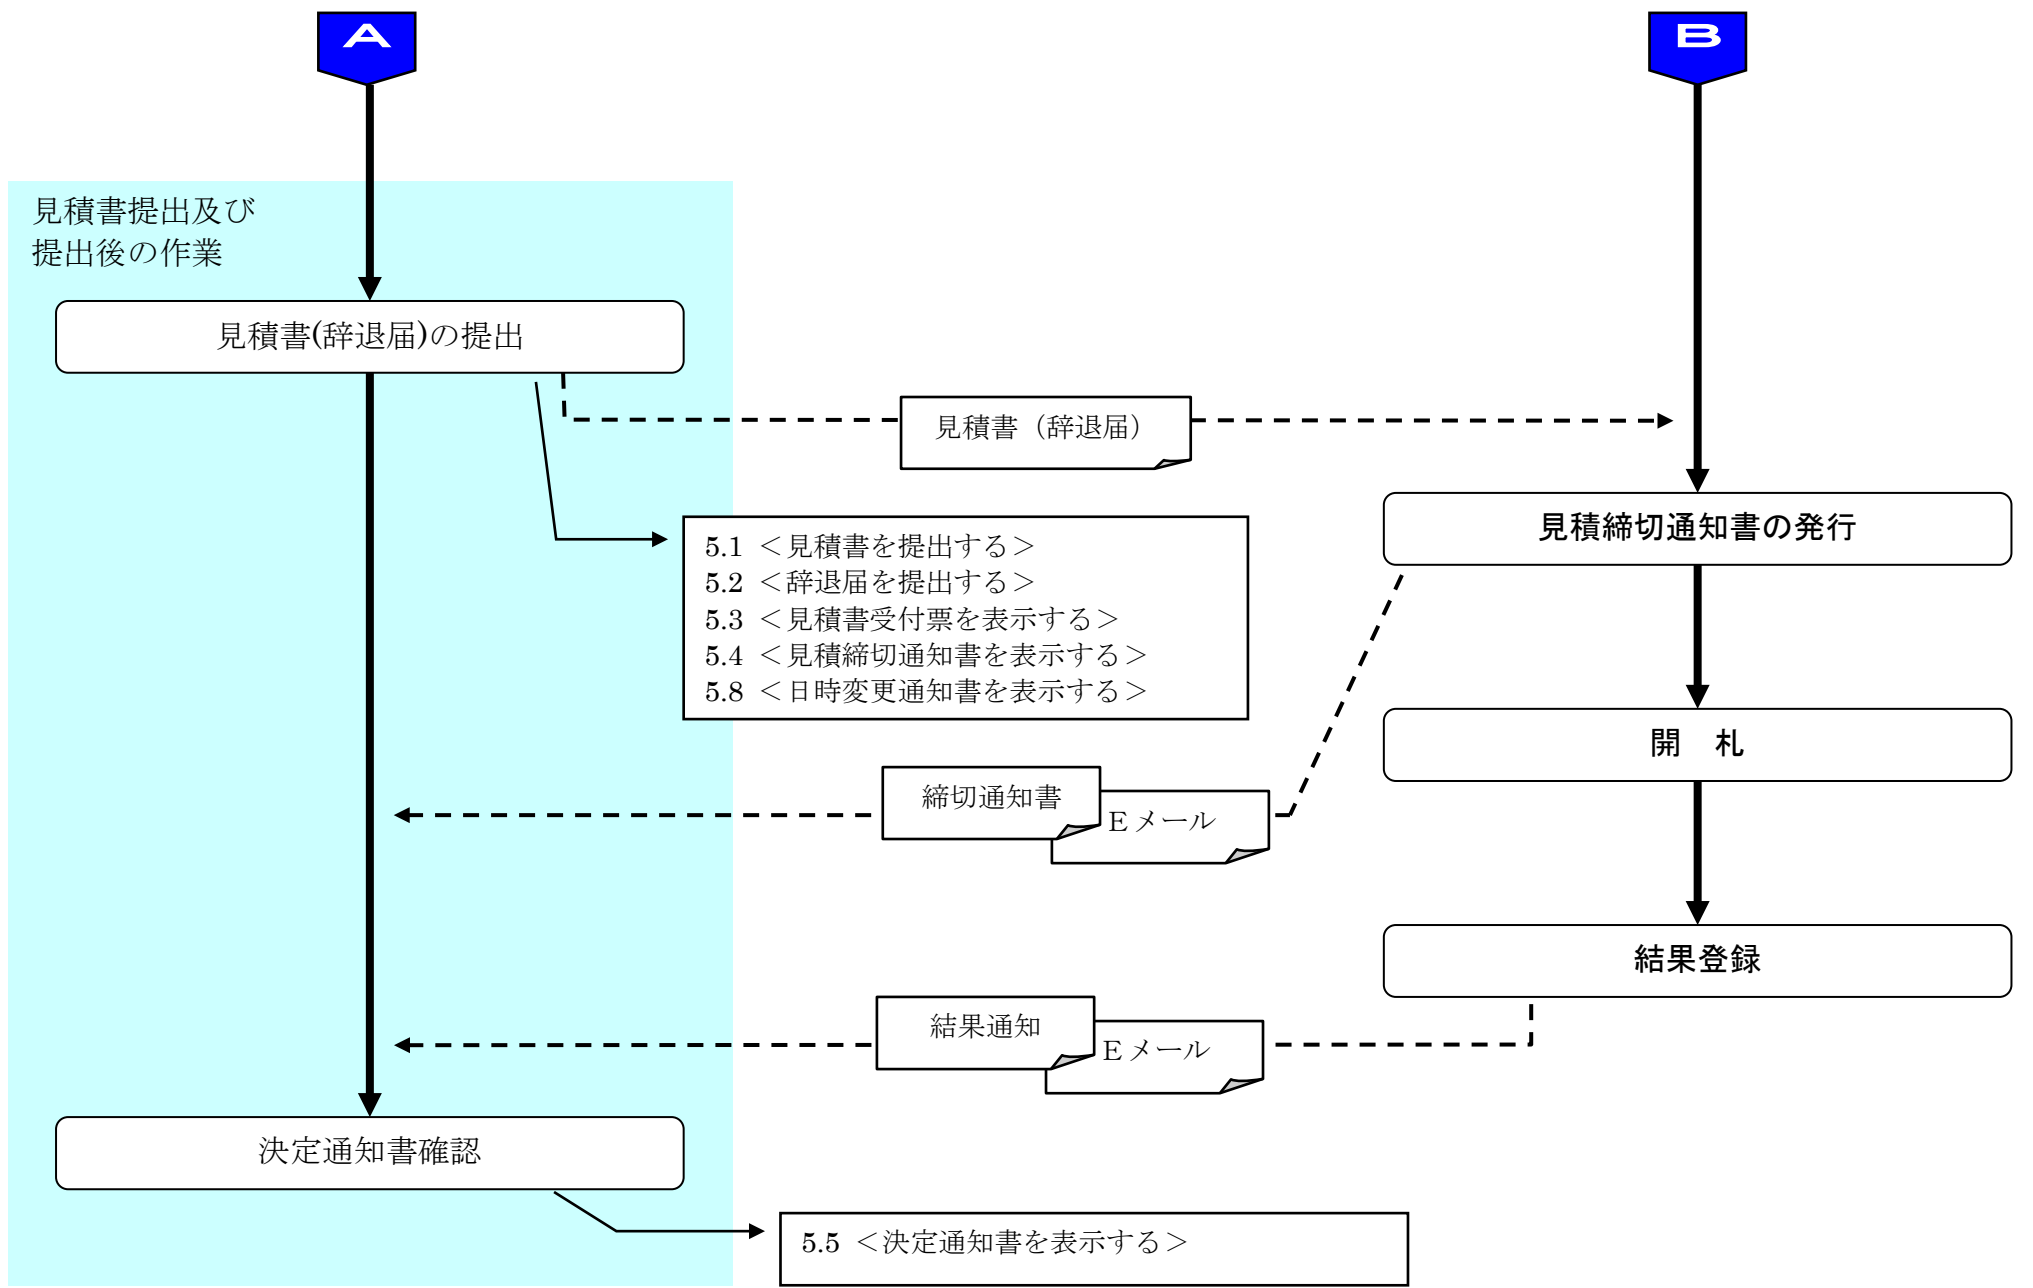 A
B
見積書提出及び
提出後の作業
見積書(辞退届)の提出
見積書（辞退届）
見積締切通知書の発行
5.1 ＜見積書を提出する＞
5.2 ＜辞退届を提出する＞
5.3 ＜見積書受付票を表示する＞
5.4 ＜見積締切通知書を表示する＞
5.8 ＜日時変更通知書を表示する＞
開　札
締切通知書
Eメール
結果登録
結果通知
Eメール
決定通知書確認
5.5 ＜決定通知書を表示する＞